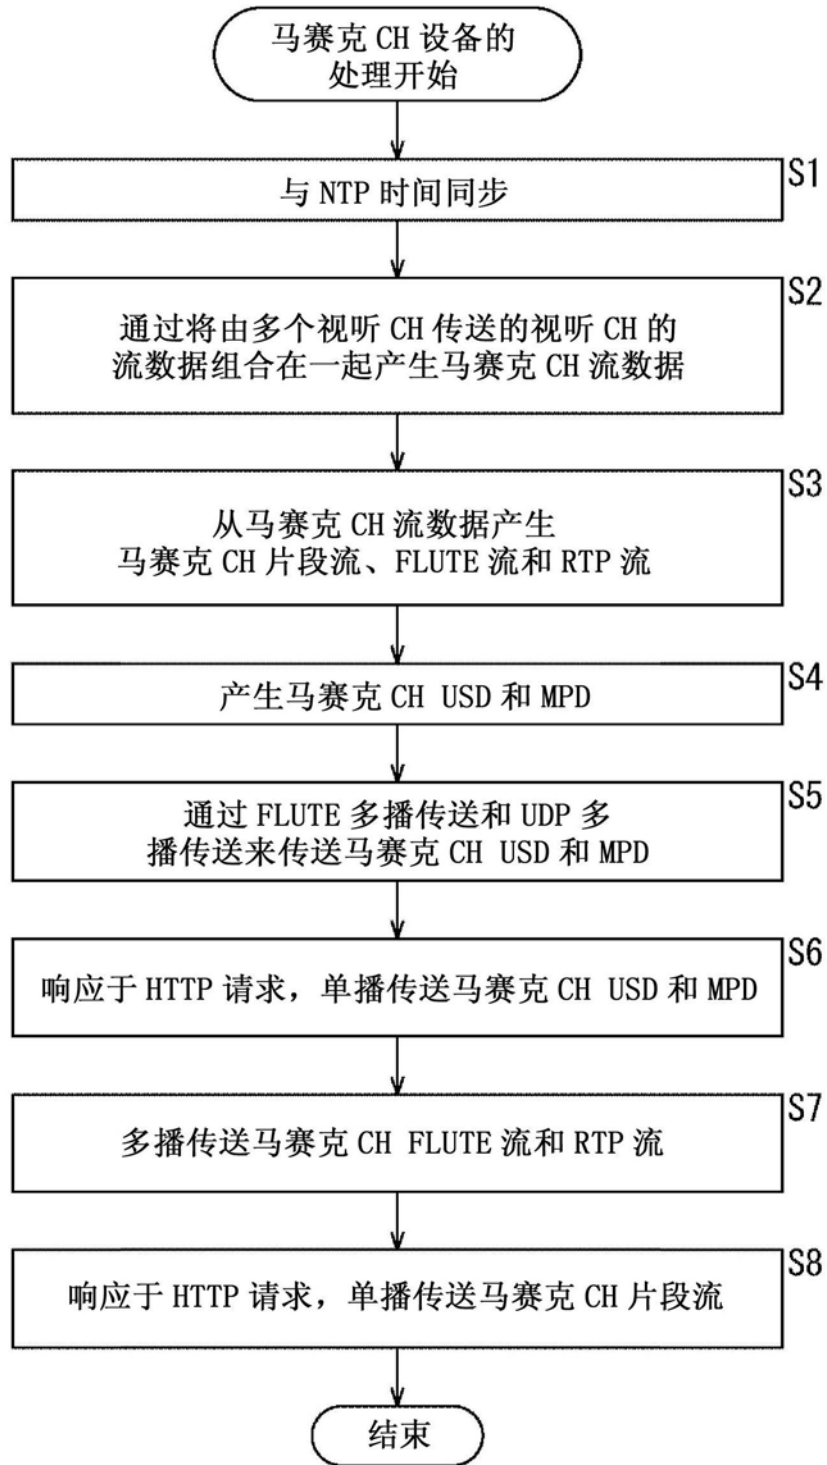 马赛克 CH 设备的
处理开始
S1
与 NTP 时间同步
S2
通过将由多个视听 CH 传送的视听 CH 的
流数据组合在一起产生马赛克 CH 流数据
S3
从马赛克 CH 流数据产生
马赛克 CH 片段流、FLUTE 流和 RTP 流
S4
产生马赛克 CH USD 和 MPD
S5
通过 FLUTE 多播传送和 UDP 多
播传送来传送马赛克 CH USD 和 MPD
S6
响应于 HTTP 请求，单播传送马赛克 CH USD 和 MPD
S7
多播传送马赛克 CH FLUTE 流和 RTP 流
S8
响应于 HTTP 请求，单播传送马赛克 CH 片段流
结束